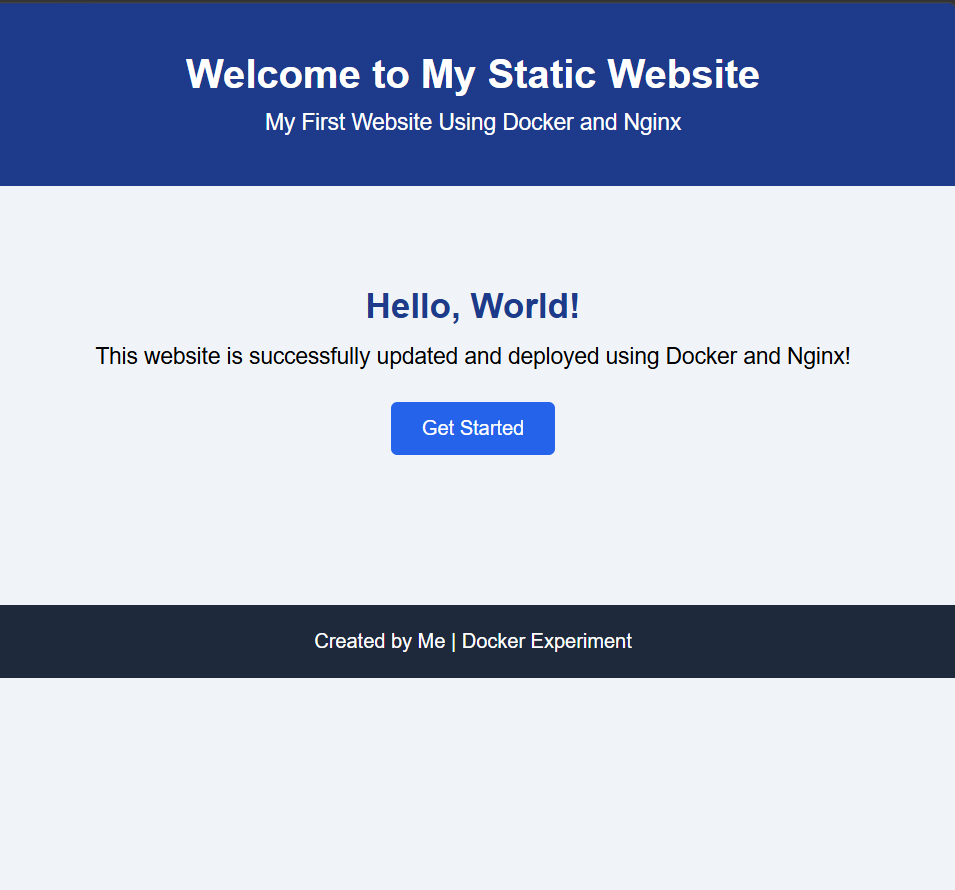 Welcome to My Static Website
My First Website Using Docker and Nginx
Hello, World!
This website is successfully updated and deployed using Docker and Nginx!
Get Started
Created by Me | Docker Experiment